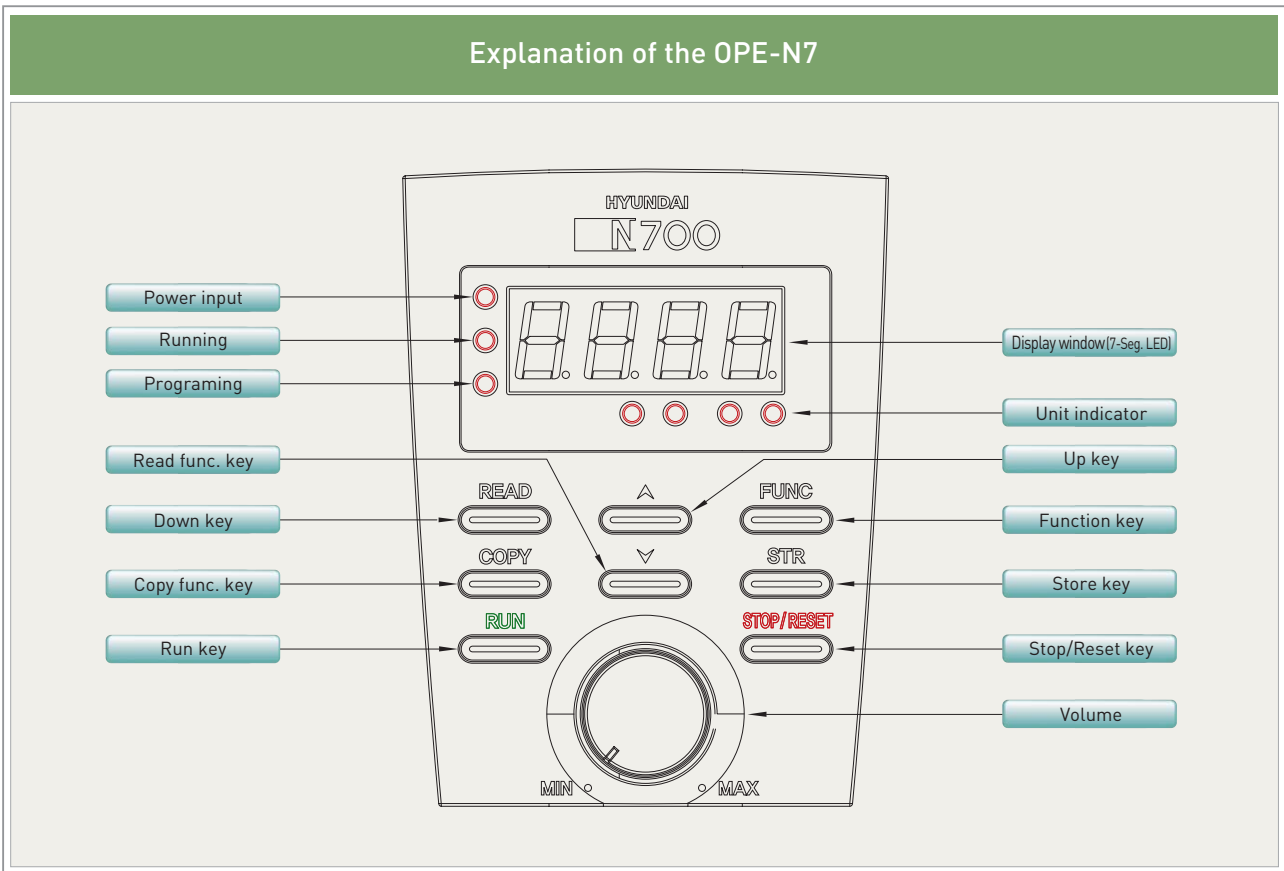 Explanation of the OPE-N7
HYUNDAI
N700
Power input
Running
Programing
Read func. key
Down key
Copy func. key
Run key
Display window(7-Seg. LED)
Unit indicator
Up key
Function key
Store key
Stop/Reset key
Volume
READ
FUNC
COPY
STR
RUN
STOP/RESET
MIN
MAX